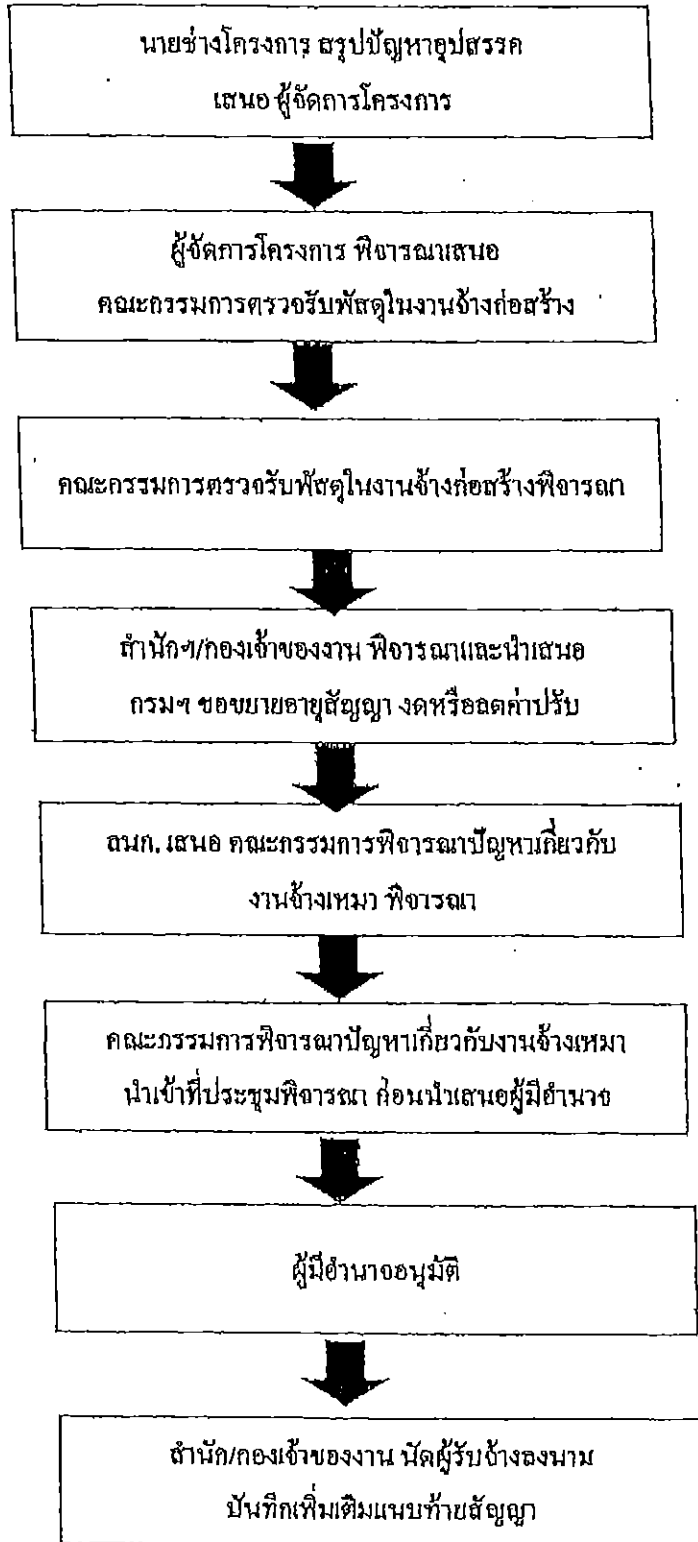 นายช่างโครงการ สรุปปัญหาอุปสรรค
เสนอ ผู้จัดการโครงการ
ผู้จัดการโครงการ พิจารณาเสนอ
คณะกรรมการตรวจรับพัสดุในงานจ้างก่อสร้าง
คณะกรรมการตรวจรับพัสดุในงานจ้างก่อสร้างพิจารณา
สำนักฯ/กองเจ้าของงาน พิจารณาและนำเสนอ
กรมฯ ขอขยายอายุสัญญา งดหรือลดค่าปรับ
ลนก. เสนอ คณะกรรมการพิจารณาปัญหาเกี่ยวกับ
งานจ้างเหมา พิจารณา
คณะกรรมการพิจารณาปัญหาเกี่ยวกับงานจ้างเหมา
นำเข้าที่ประชุมพิจารณา ก่อนนำเสนอผู้มีอำนาจ
ผู้มีอำนาจอนุมัติ
สำนัก/กองเจ้าของงาน นัดผู้รับจ้างลงนาม
บันทึกเพิ่มเติมแนบท้ายสัญญา